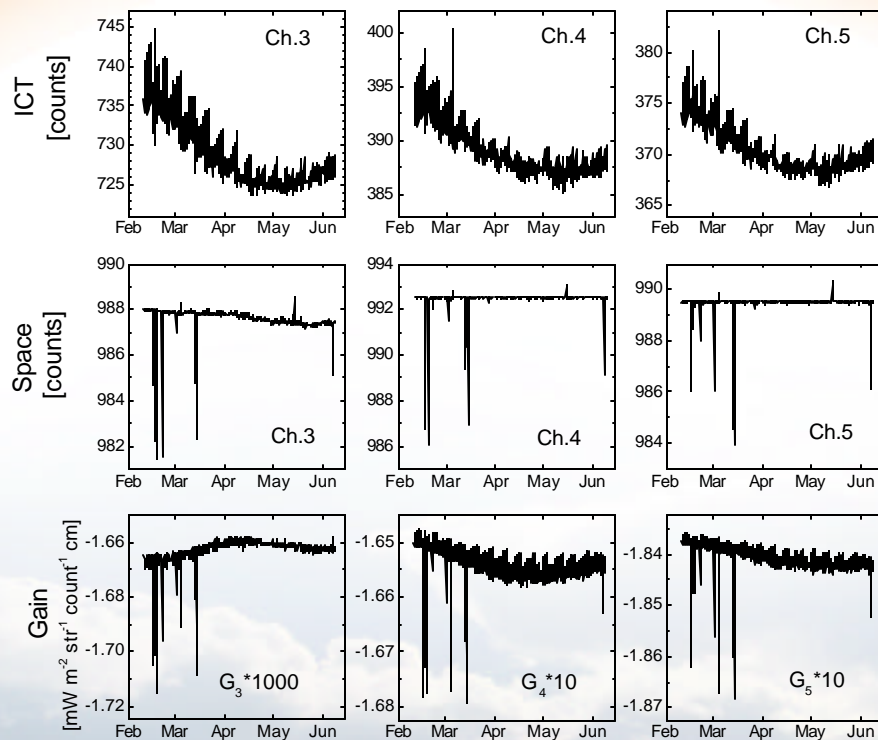 ICT
[counts]
745
740
735
730
725
Ch.3
Feb Mar Apr May Jun
400
395
390
385
Ch.4
Feb Mar Apr May Jun
380
375
370
365
Ch.5
Feb Mar Apr May Jun
Space
[counts]
990
988
986
984
982
Ch.3
Feb Mar Apr May Jun
994
992
990
988
986
Ch.4
Feb Mar Apr May Jun
990
988
986
984
Ch.5
Feb Mar Apr May Jun
Gain
[mW m⁻² str⁻¹ count⁻¹ cm]
-1.66
-1.68
-1.70
-1.72
G₃*1000
Feb Mar Apr May Jun
-1.65
-1.66
-1.67
-1.68
G₄*10
Feb Mar Apr May Jun
-1.84
-1.85
-1.86
-1.87
G₅*10
Feb Mar Apr May Jun